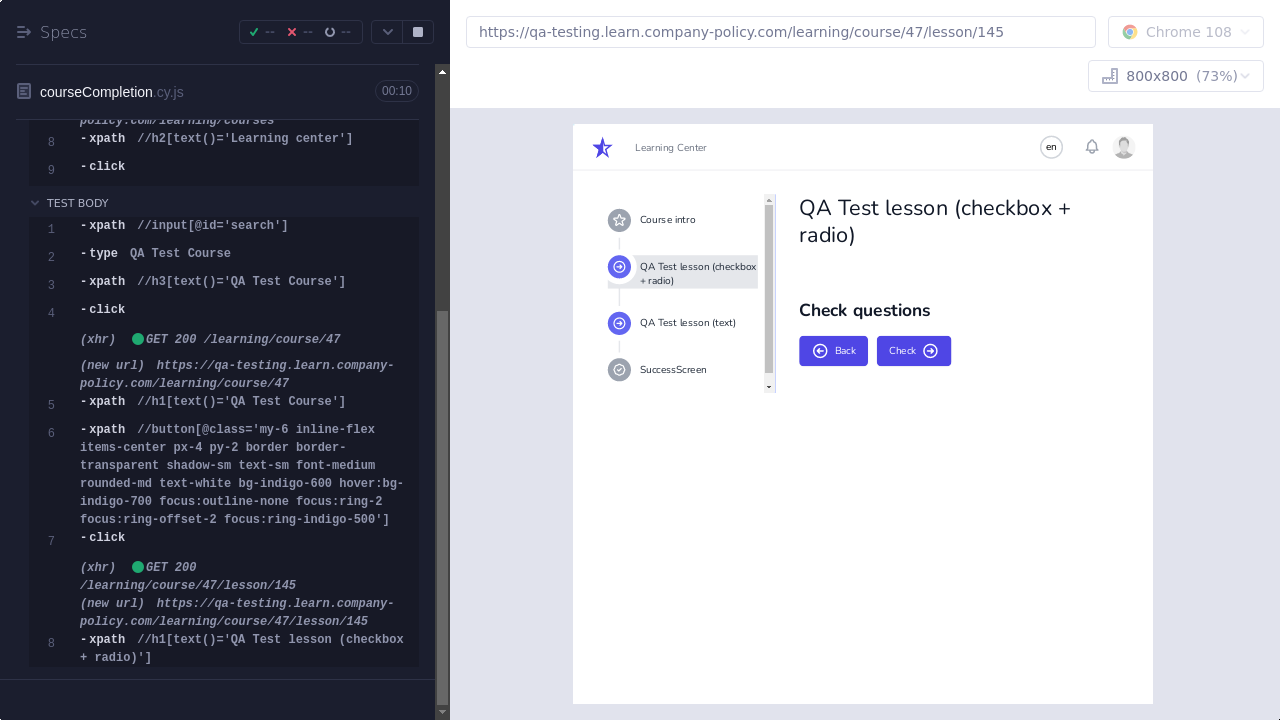 Specs
-- -- --
courseCompletion.cy.js
00:10
policy.com/learning/courses
8 -xpath //h2[text()='Learning center']
9 -click
TEST BODY
1 -xpath //input[@id='search']
2 -type QA Test Course
3 -xpath //h3[text()='QA Test Course']
4 -click
(xhr) GET 200 /learning/course/47
(new url) https://qa-testing.learn.company-
policy.com/learning/course/47
5 -xpath //h1[text()='QA Test Course']
6 -xpath //button[@class='my-6 inline-flex
items-center px-4 py-2 border border-
transparent shadow-sm text-sm font-medium
rounded-md text-white bg-indigo-600 hover:bg-
indigo-700 focus:outline-none focus:ring-2
focus:ring-offset-2 focus:ring-indigo-500']
7 -click
(xhr) GET 200
/learning/course/47/lesson/145
(new url) https://qa-testing.learn.company-
policy.com/learning/course/47/lesson/145
8 -xpath //h1[text()='QA Test lesson (checkbox
+ radio)']
https://qa-testing.learn.company-policy.com/learning/course/47/lesson/145
Chrome 108
800x800 (73%)
Learning Center
en
Course intro
QA Test lesson (checkbox
+ radio)
QA Test lesson (text)
SuccessScreen
QA Test lesson (checkbox +
radio)
Check questions
Back
Check